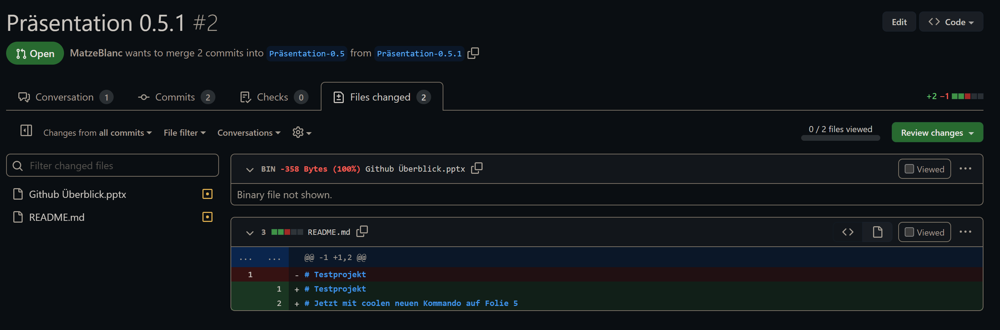 Präsentation 0.5.1 #2
Edit
Code
Open
MatzeBlanc wants to merge 2 commits into Präsentation-0.5 from Präsentation-0.5.1
Conversation 1
Commits 2
Checks 0
Files changed 2
+2 −1
Changes from all commits
File filter
Conversations
0 / 2 files viewed
Review changes
Filter changed files
Github Überblick.pptx
README.md
BIN -358 Bytes (100%) Github Überblick.pptx
Viewed
...
Binary file not shown.
3 README.md
<>
Viewed
...
... ... @@ -1 +1,2 @@
1 - # Testprojekt
1 + # Testprojekt
2 + # Jetzt mit coolen neuen Kommando auf Folie 5